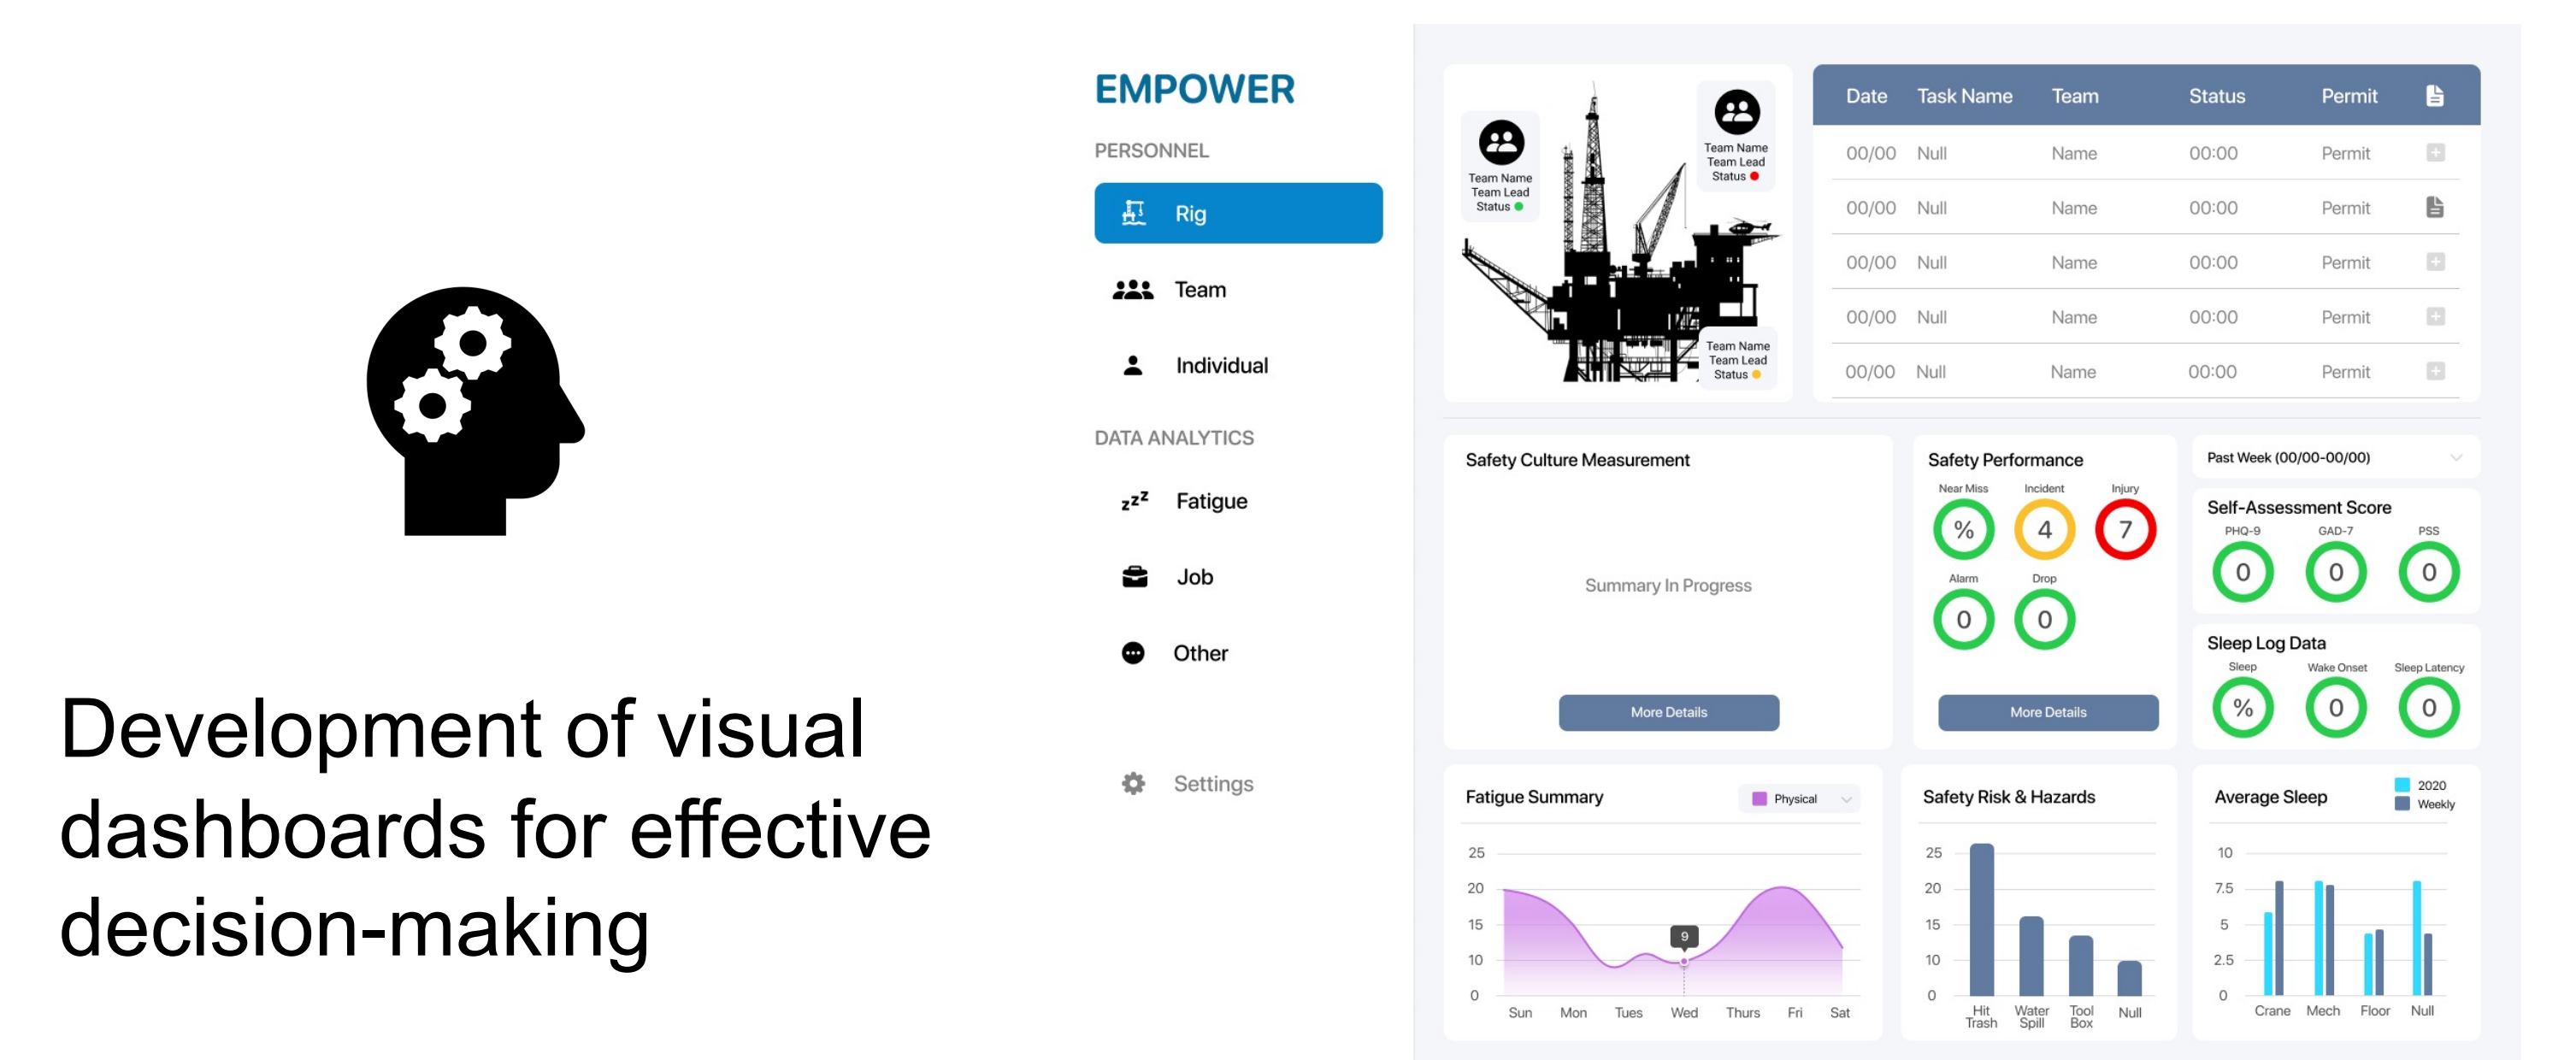 Development of visual
dashboards for effective
decision-making
EMPOWER
PERSONNEL
Rig
Team
Individual
DATA ANALYTICS
zzz Fatigue
Job
Other
Settings
Team Name
Team Lead
Status
Team Name
Team Lead
Status
Team Name
Team Lead
Status
Date Task Name Team Status Permit
00/00 Null Name 00:00 Permit
00/00 Null Name 00:00 Permit
00/00 Null Name 00:00 Permit
00/00 Null Name 00:00 Permit
00/00 Null Name 00:00 Permit
Safety Culture Measurement
Summary In Progress
More Details
Safety Performance
Near Miss Incident Injury
% 4 7
Alarm Drop
0 0
More Details
Past Week (00/00-00/00)
Self-Assessment Score
PHQ-9 GAD-7 PSS
0 0 0
Sleep Log Data
Sleep Wake Onset Sleep Latency
% 0 0
Fatigue Summary
Physical
25
20
15
10
0
9
Sun Mon Tues Wed Thurs Fri Sat
Safety Risk & Hazards
25
20
15
10
0
Hit Trash Water Spill Tool Box Null
Average Sleep
2020
Weekly
10
7.5
5
2.5
0
Crane Mech Floor Null